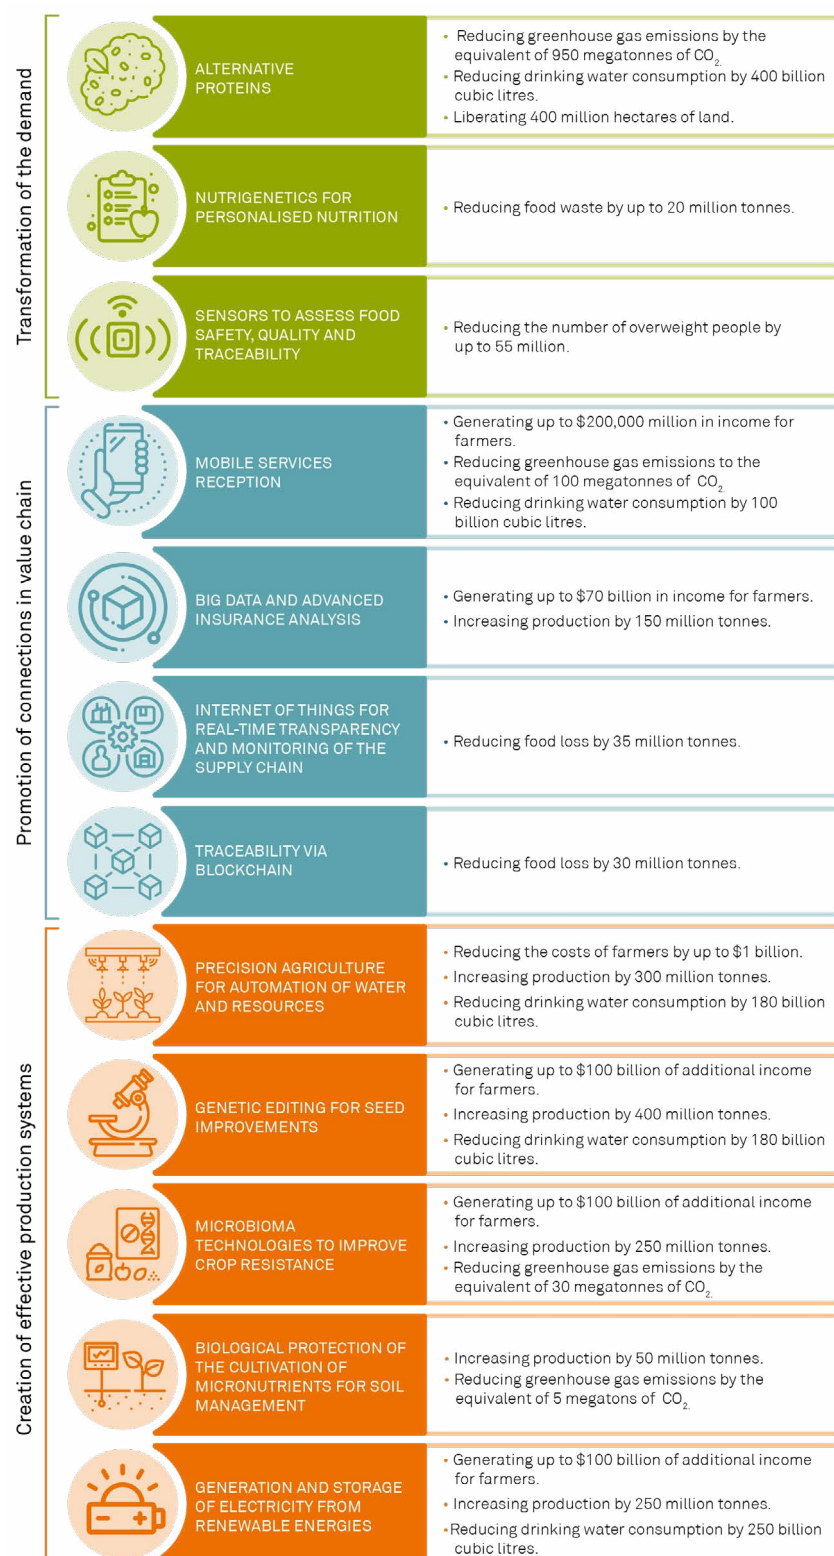 Transformation of the demand
ALTERNATIVE
PROTEINS
• Reducing greenhouse gas emissions by the
equivalent of 950 megatonnes of CO2.
• Reducing drinking water consumption by 400 billion
cubic litres.
• Liberating 400 million hectares of land.
NUTRIGENETICS FOR
PERSONALISED NUTRITION
• Reducing food waste by up to 20 million tonnes.
SENSORS TO ASSESS FOOD
SAFETY, QUALITY AND
TRACEABILITY
• Reducing the number of overweight people by
up to 55 million.
Promotion of connections in value chain
MOBILE SERVICES
RECEPTION
• Generating up to $200,000 million in income for
farmers.
• Reducing greenhouse gas emissions to the
equivalent of 100 megatonnes of CO2.
• Reducing drinking water consumption by 100
billion cubic litres.
BIG DATA AND ADVANCED
INSURANCE ANALYSIS
• Generating up to $70 billion in income for farmers.
• Increasing production by 150 million tonnes.
INTERNET OF THINGS FOR
REAL-TIME TRANSPARENCY
AND MONITORING OF THE
SUPPLY CHAIN
• Reducing food loss by 35 million tonnes.
TRACEABILITY VIA
BLOCKCHAIN
• Reducing food loss by 30 million tonnes.
Creation of effective production systems
PRECISION AGRICULTURE
FOR AUTOMATION OF WATER
AND RESOURCES
• Reducing the costs of farmers by up to $1 billion.
• Increasing production by 300 million tonnes.
• Reducing drinking water consumption by 180 billion
cubic litres.
GENETIC EDITING FOR SEED
IMPROVEMENTS
• Generating up to $100 billion of additional income
for farmers.
• Increasing production by 400 million tonnes.
• Reducing drinking water consumption by 180 billion
cubic litres.
MICROBIOMA
TECHNOLOGIES TO IMPROVE
CROP RESISTANCE
• Generating up to $100 billion of additional income
for farmers.
• Increasing production by 250 million tonnes.
• Reducing greenhouse gas emissions by the
equivalent of 30 megatonnes of CO2.
BIOLOGICAL PROTECTION OF
THE CULTIVATION OF
MICRONUTRIENTS FOR SOIL
MANAGEMENT
• Increasing production by 50 million tonnes.
• Reducing greenhouse gas emissions by the
equivalent of 5 megatons of CO2.
GENERATION AND STORAGE
OF ELECTRICITY FROM
RENEWABLE ENERGIES
• Generating up to $100 billion of additional income
for farmers.
• Increasing production by 250 million tonnes.
•Reducing drinking water consumption by 250 billion
cubic litres.